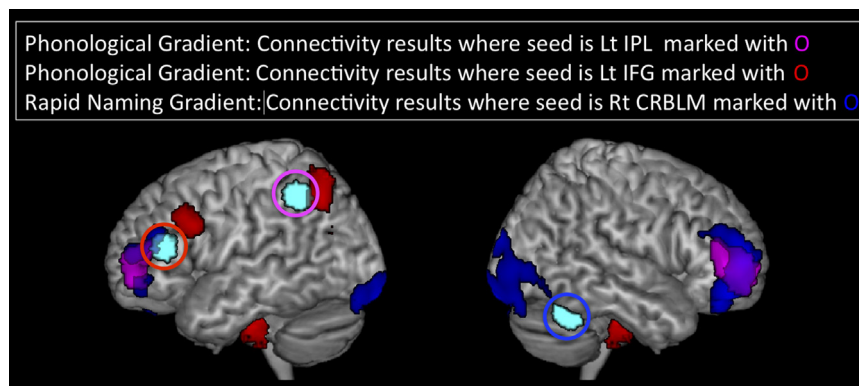 Phonological Gradient: Connectivity results where seed is Lt IPL marked with O
Phonological Gradient: Connectivity results where seed is Lt IFG marked with O
Rapid Naming Gradient: Connectivity results where seed is Rt CRBLM marked with O